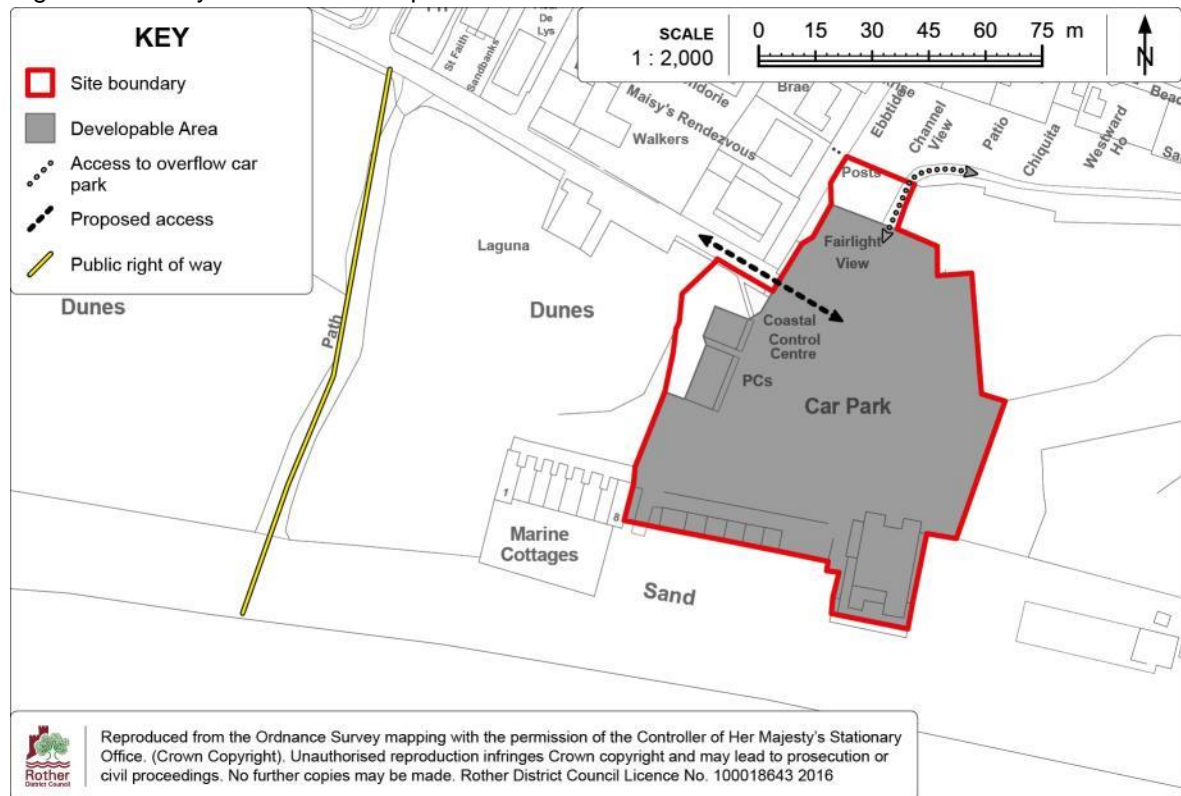 KEY
Site boundary
Developable Area
Access to overflow car
park
Proposed access
Public right of way
SCALE
1 : 2,000
0 15 30 45 60 75 m
N
De
Lys
St Faith
Sandbanks
Maisy's Rendezvous
Walkers
Brae
Ebbtide
Channel
View
Patio
Chiquita
Westward
Ho
Posts
Laguna
Fairlight
View
Dunes
Dunes
Path
Coastal
Control
Centre
PCs
Car Park
1
8
Marine
Cottages
Sand
Rother
District Council
Reproduced from the Ordnance Survey mapping with the permission of the Controller of Her Majesty's Stationary
Office. (Crown Copyright). Unauthorised reproduction infringes Crown copyright and may lead to prosecution or
civil proceedings. No further copies may be made. Rother District Council Licence No. 100018643 2016